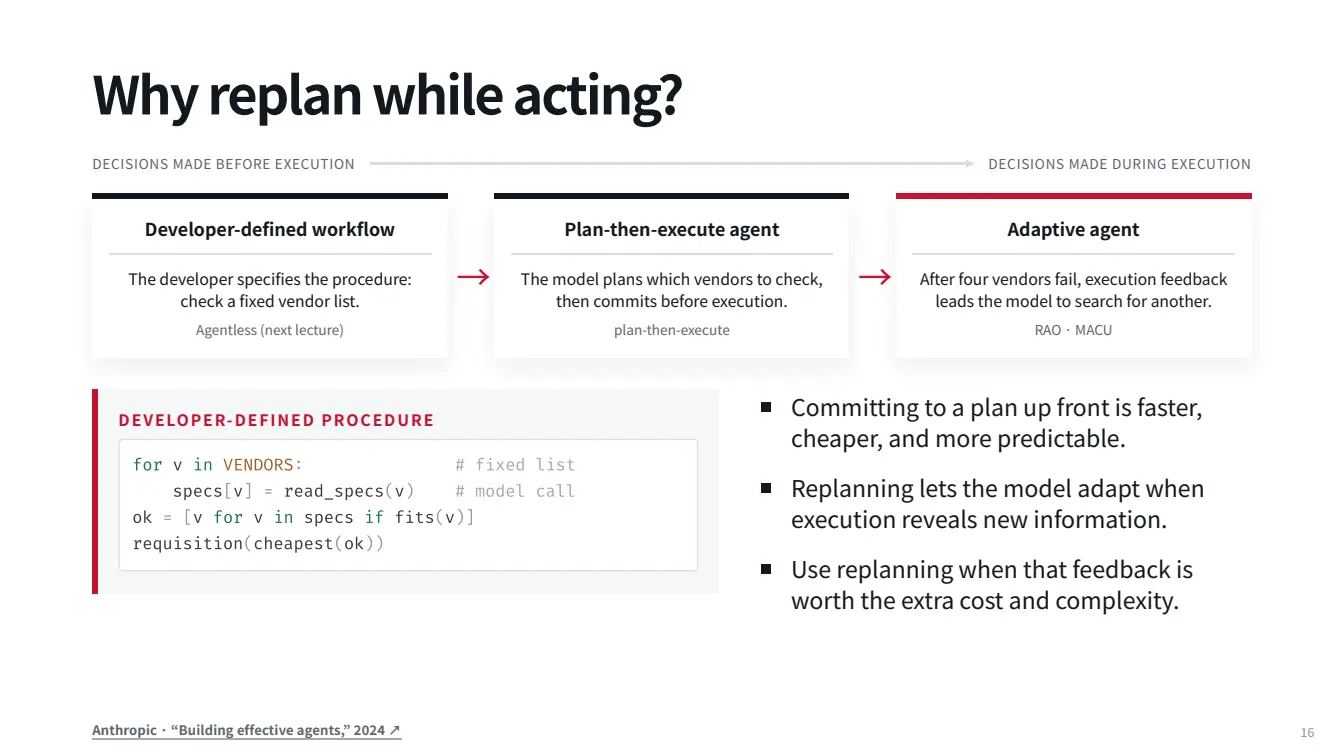 Why replan while acting?
DECISIONS MADE BEFORE EXECUTION
DECISIONS MADE DURING EXECUTION
Developer-defined workflow
The developer specifies the procedure:
check a fixed vendor list.
Agentless (next lecture)
→
Plan-then-execute agent
The model plans which vendors to check,
then commits before execution.
plan-then-execute
→
Adaptive agent
After four vendors fail, execution feedback
leads the model to search for another.
RAO · MACU
DEVELOPER-DEFINED PROCEDURE
for v in VENDORS:               # fixed list
    specs[v] = read_specs(v)    # model call
ok = [v for v in specs if fits(v)]
requisition(cheapest(ok))
■ Committing to a plan up front is faster,
cheaper, and more predictable.
■ Replanning lets the model adapt when
execution reveals new information.
■ Use replanning when that feedback is
worth the extra cost and complexity.
Anthropic · “Building effective agents,” 2024 ↗
16